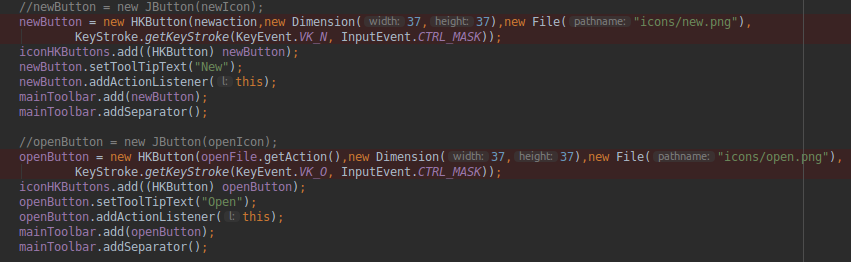 //newButton = new JButton(newIcon);
newButton = new HKButton(newaction,new Dimension( width: 37, height: 37),new File( pathname: "icons/new.png"),
KeyStroke.getKeyStroke(KeyEvent.VK_N, InputEvent.CTRL_MASK));
iconHKButtons.add((HKButton) newButton);
newButton.setToolTipText("New");
newButton.addActionListener( l: this);
mainToolbar.add(newButton);
mainToolbar.addSeparator();
//openButton = new JButton(openIcon);
openButton = new HKButton(openFile.getAction(),new Dimension( width: 37, height: 37),new File( pathname: "icons/open.png"),
KeyStroke.getKeyStroke(KeyEvent.VK_O, InputEvent.CTRL_MASK));
iconHKButtons.add((HKButton) openButton);
openButton.setToolTipText("Open");
openButton.addActionListener( l: this);
mainToolbar.add(openButton);
mainToolbar.addSeparator();